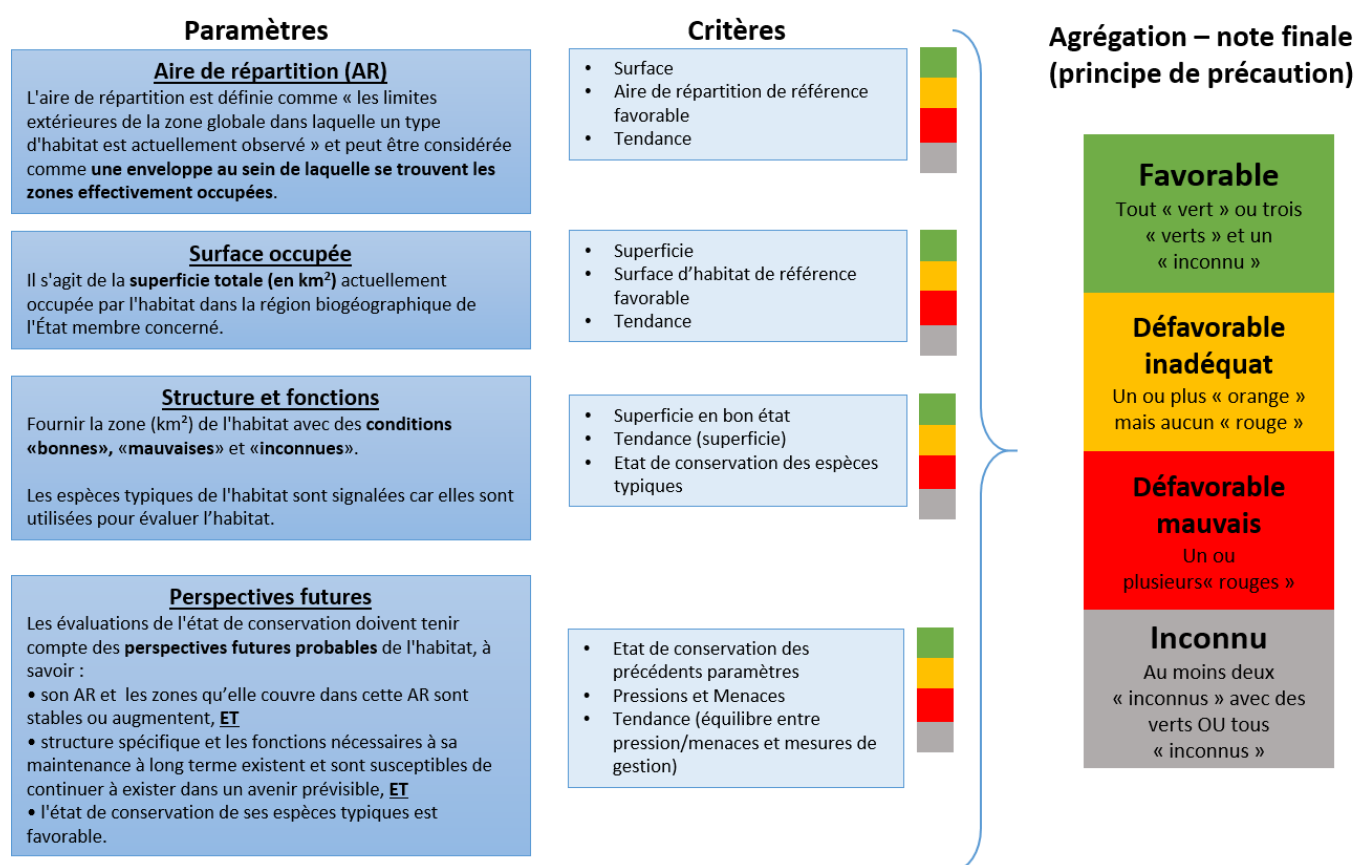 Paramètres
Aire de répartition (AR)
L'aire de répartition est définie comme « les limites
extérieures de la zone globale dans laquelle un type
d'habitat est actuellement observé » et peut être considérée
comme une enveloppe au sein de laquelle se trouvent les
zones effectivement occupées.
Surface occupée
Il s'agit de la superficie totale (en km²) actuellement
occupée par l'habitat dans la région biogéographique de
l'État membre concerné.
Structure et fonctions
Fournir la zone (km²) de l'habitat avec des conditions
«bonnes», «mauvaises» et «inconnues».
Les espèces typiques de l'habitat sont signalées car elles sont
utilisées pour évaluer l’habitat.
Perspectives futures
Les évaluations de l'état de conservation doivent tenir
compte des perspectives futures probables de l'habitat, à
savoir :
• son AR et les zones qu’elle couvre dans cette AR sont
stables ou augmentent, ET
• structure spécifique et les fonctions nécessaires à sa
maintenance à long terme existent et sont susceptibles de
continuer à exister dans un avenir prévisible, ET
• l'état de conservation de ses espèces typiques est
favorable.
Critères
• Surface
• Aire de répartition de référence
favorable
• Tendance
• Superficie
• Surface d’habitat de référence
favorable
• Tendance
• Superficie en bon état
• Tendance (superficie)
• Etat de conservation des espèces
typiques
• Etat de conservation des
précédents paramètres
• Pressions et Menaces
• Tendance (équilibre entre
pression/menaces et mesures de
gestion)
Agrégation – note finale
(principe de précaution)
Favorable
Tout « vert » ou trois
« verts » et un
« inconnu »
Défavorable
inadéquat
Un ou plus « orange »
mais aucun « rouge »
Défavorable
mauvais
Un ou
plusieurs« rouges »
Inconnu
Au moins deux
« inconnus » avec des
verts OU tous
« inconnus »